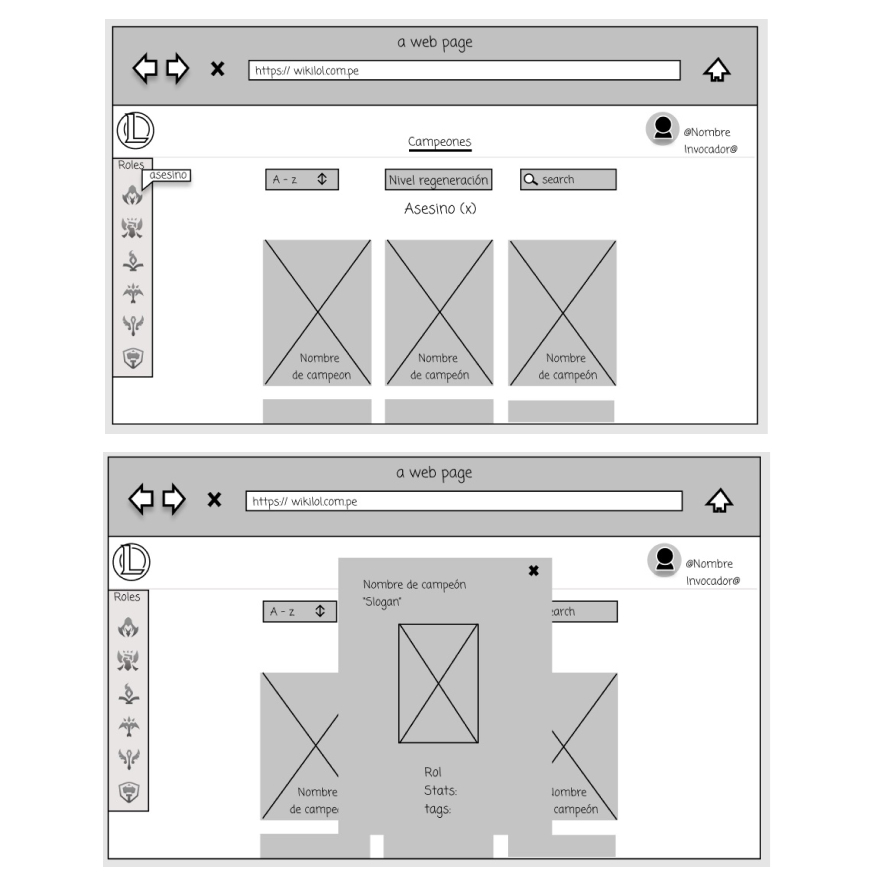 a web page
https:// wikilol.com.pe
@Nombre
Invocador@
Campeones
Roles
asesino
A - z
Nivel regeneración
search
Asesino (x)
Nombre
de campeon
Nombre
de campeón
Nombre
de campeón
a web page
https:// wikilol.com.pe
@Nombre
Invocador@
Roles
A - z
earch
Nombre de campeón
"Slogan"
Rol
Stats:
tags:
Nombre
de campe
Nombre
campeón